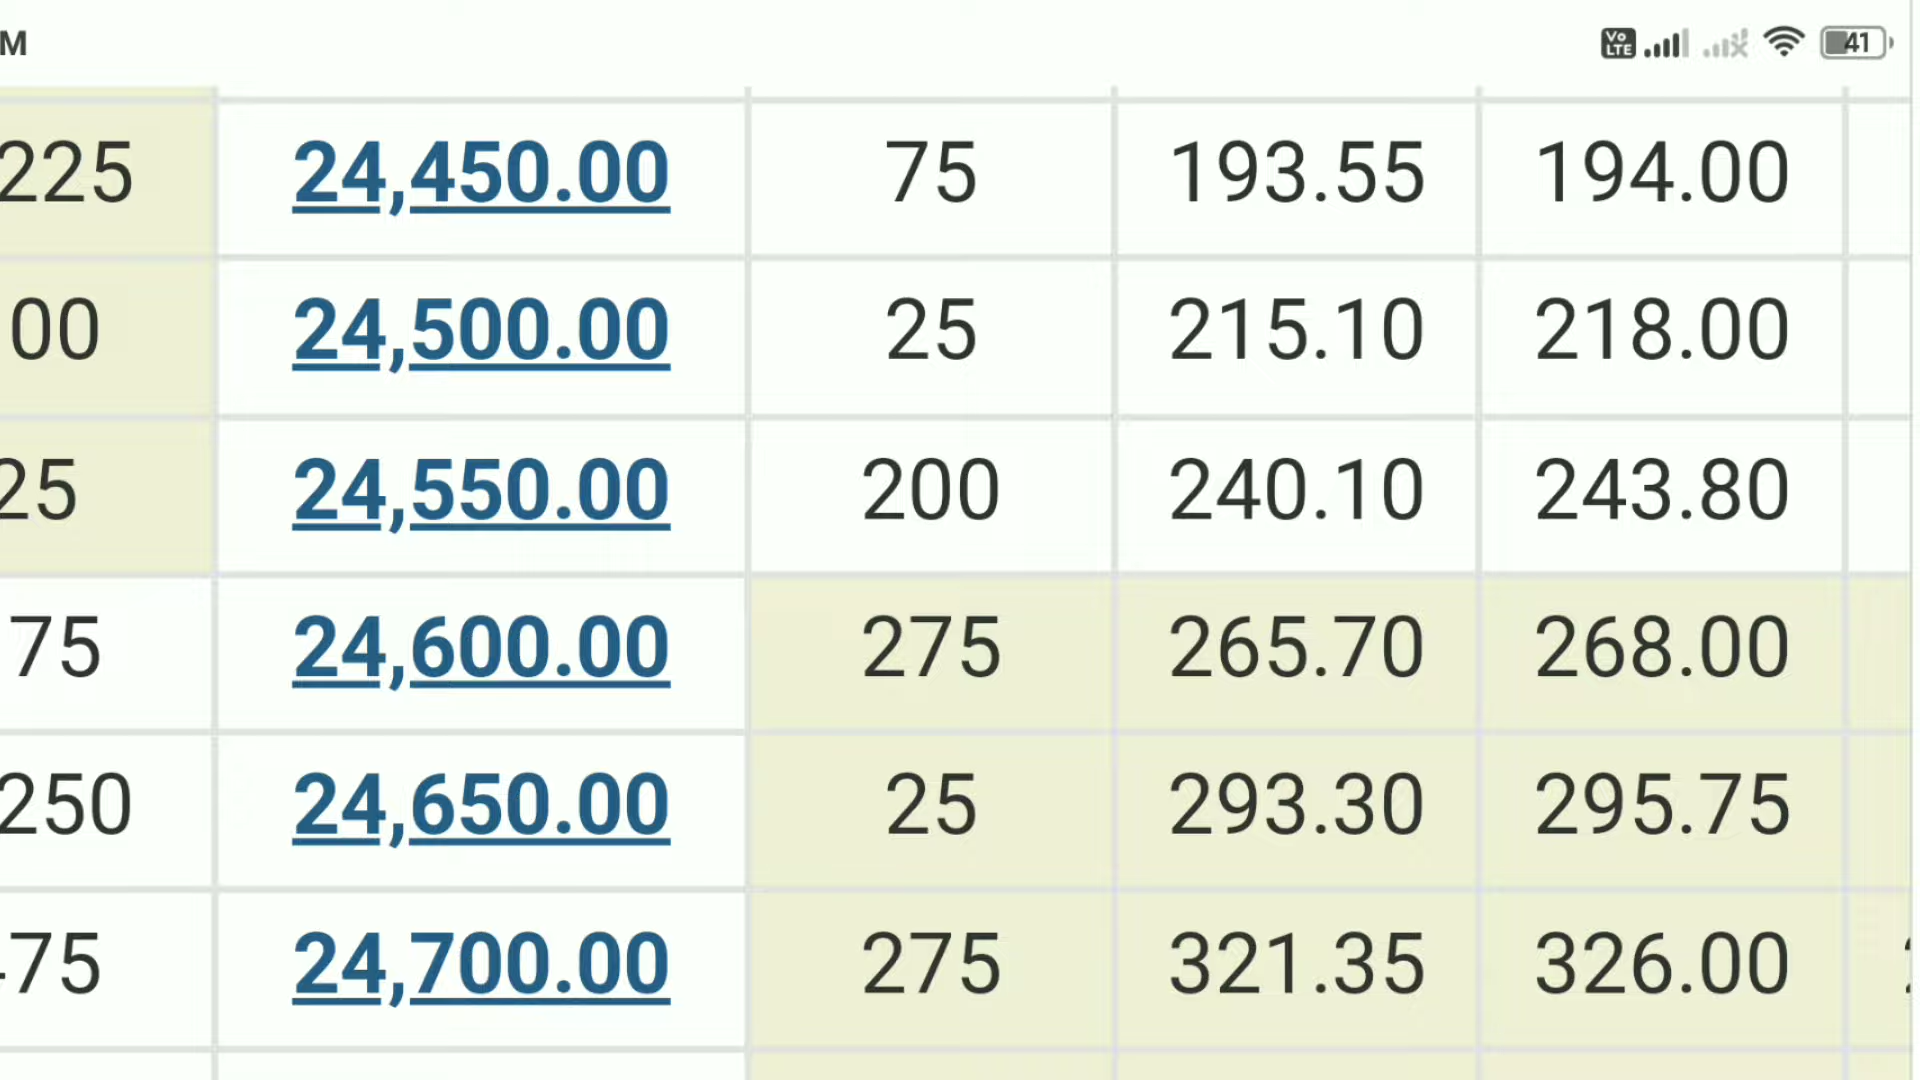 M VoLTE 41
225 24,450.00 75 193.55 194.00
00 24,500.00 25 215.10 218.00
25 24,550.00 200 240.10 243.80
75 24,600.00 275 265.70 268.00
250 24,650.00 25 293.30 295.75
475 24,700.00 275 321.35 326.00